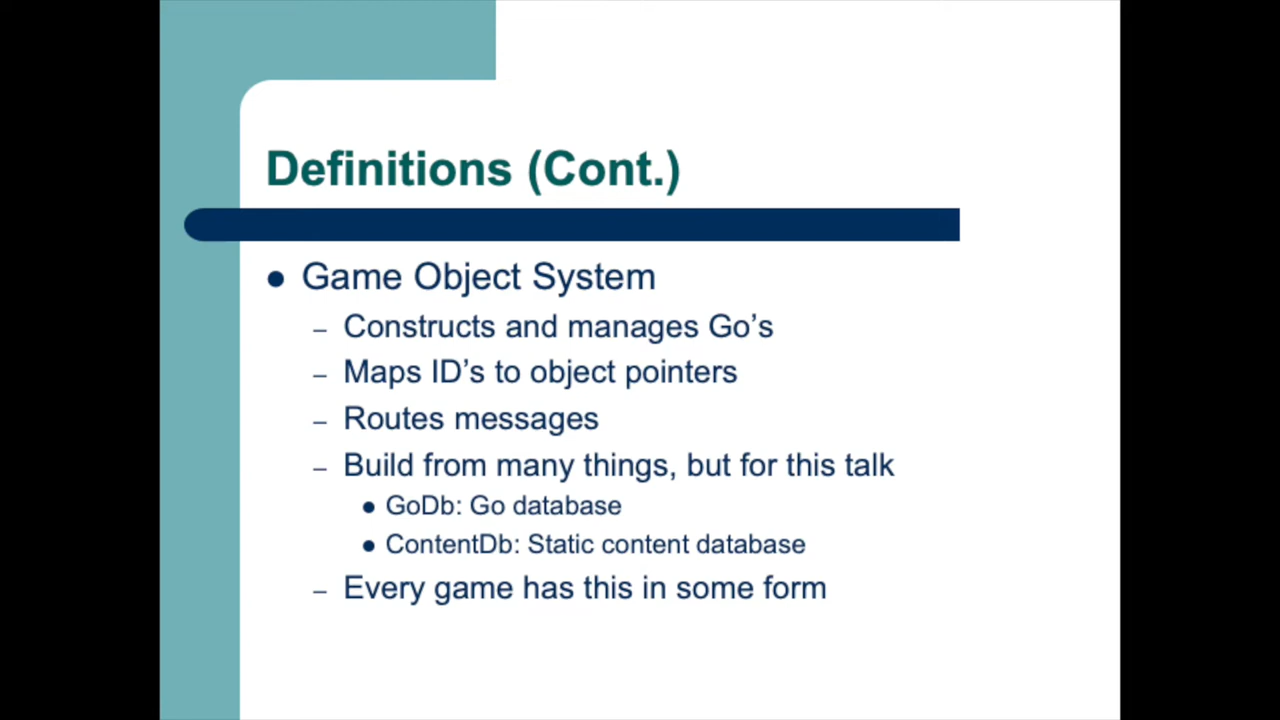 Definitions (Cont.)
● Game Object System
– Constructs and manages Go’s
– Maps ID’s to object pointers
– Routes messages
– Build from many things, but for this talk
● GoDb: Go database
● ContentDb: Static content database
– Every game has this in some form